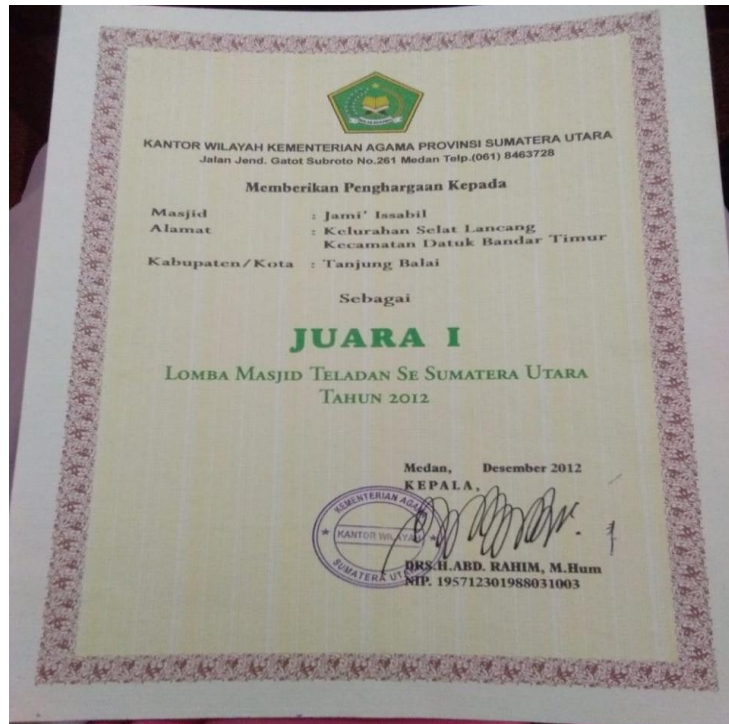 KANTOR WILAYAH KEMENTERIAN AGAMA PROVINSI SUMATERA UTARA
Jalan Jend. Gatot Subroto No.261 Medan Telp.(061) 8463728
Memberikan Penghargaan Kepada
Masjid : Jami' Issabil
Alamat : Kelurahan Selat Lancang
Kecamatan Datuk Bandar Timur
Kabupaten/Kota : Tanjung Balai
Sebagai
JUARA I
LOMBA MASJID TELADAN SE SUMATERA UTARA
TAHUN 2012
Medan, Desember 2012
KEPALA,
KEMENTERIAN AGA
KANTOR WILAYAH
SUMATERA UTA
DRS.H.ABD. RAHIM, M.Hum
NIP. 195712301988031003